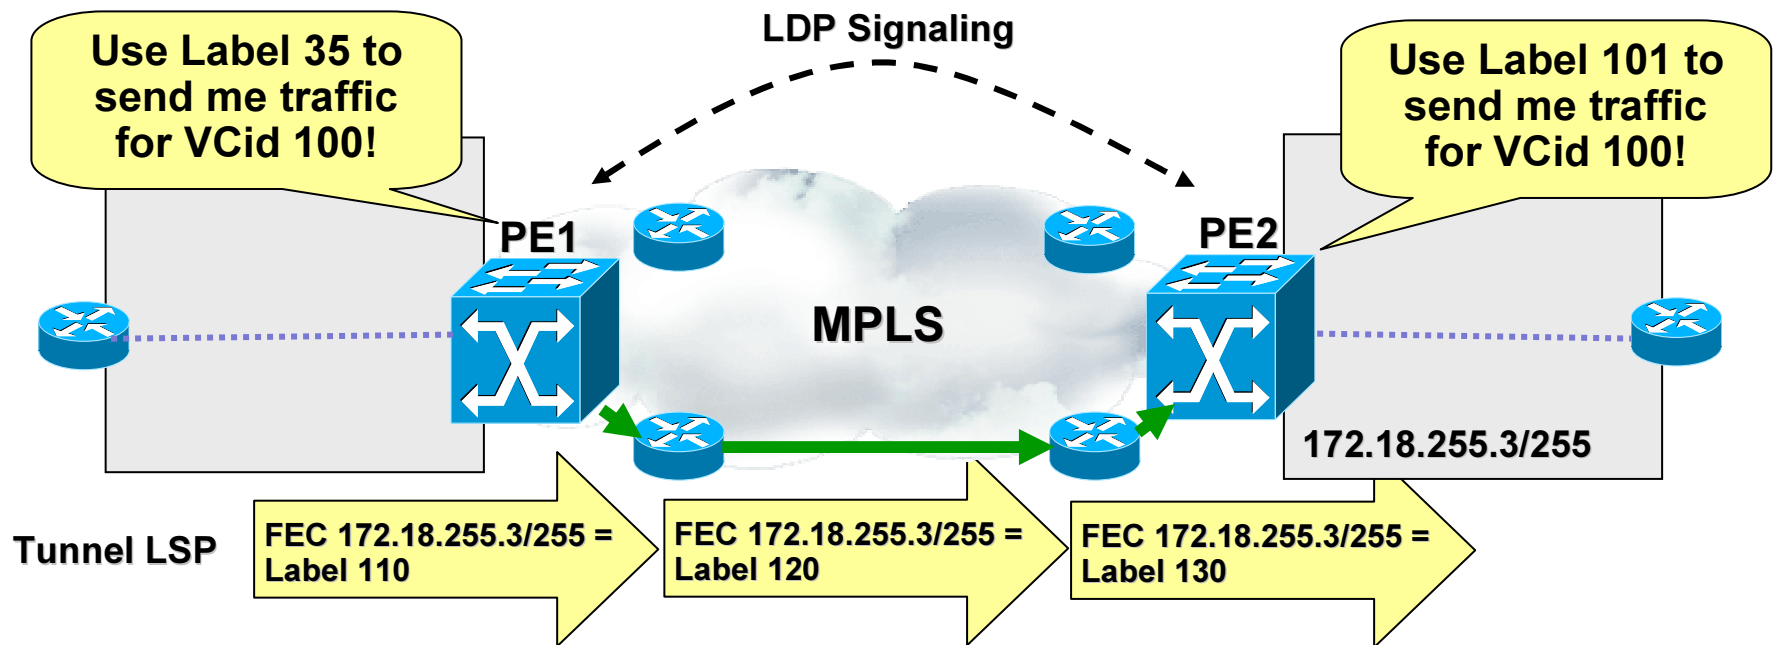 LDP Signaling
Use Label 35 to
send me traffic
for VCid 100!
Use Label 101 to
send me traffic
for VCid 100!
PE1
PE2
MPLS
172.18.255.3/255
Tunnel LSP
FEC 172.18.255.3/255 =
Label 110
FEC 172.18.255.3/255 =
Label 120
FEC 172.18.255.3/255 =
Label 130